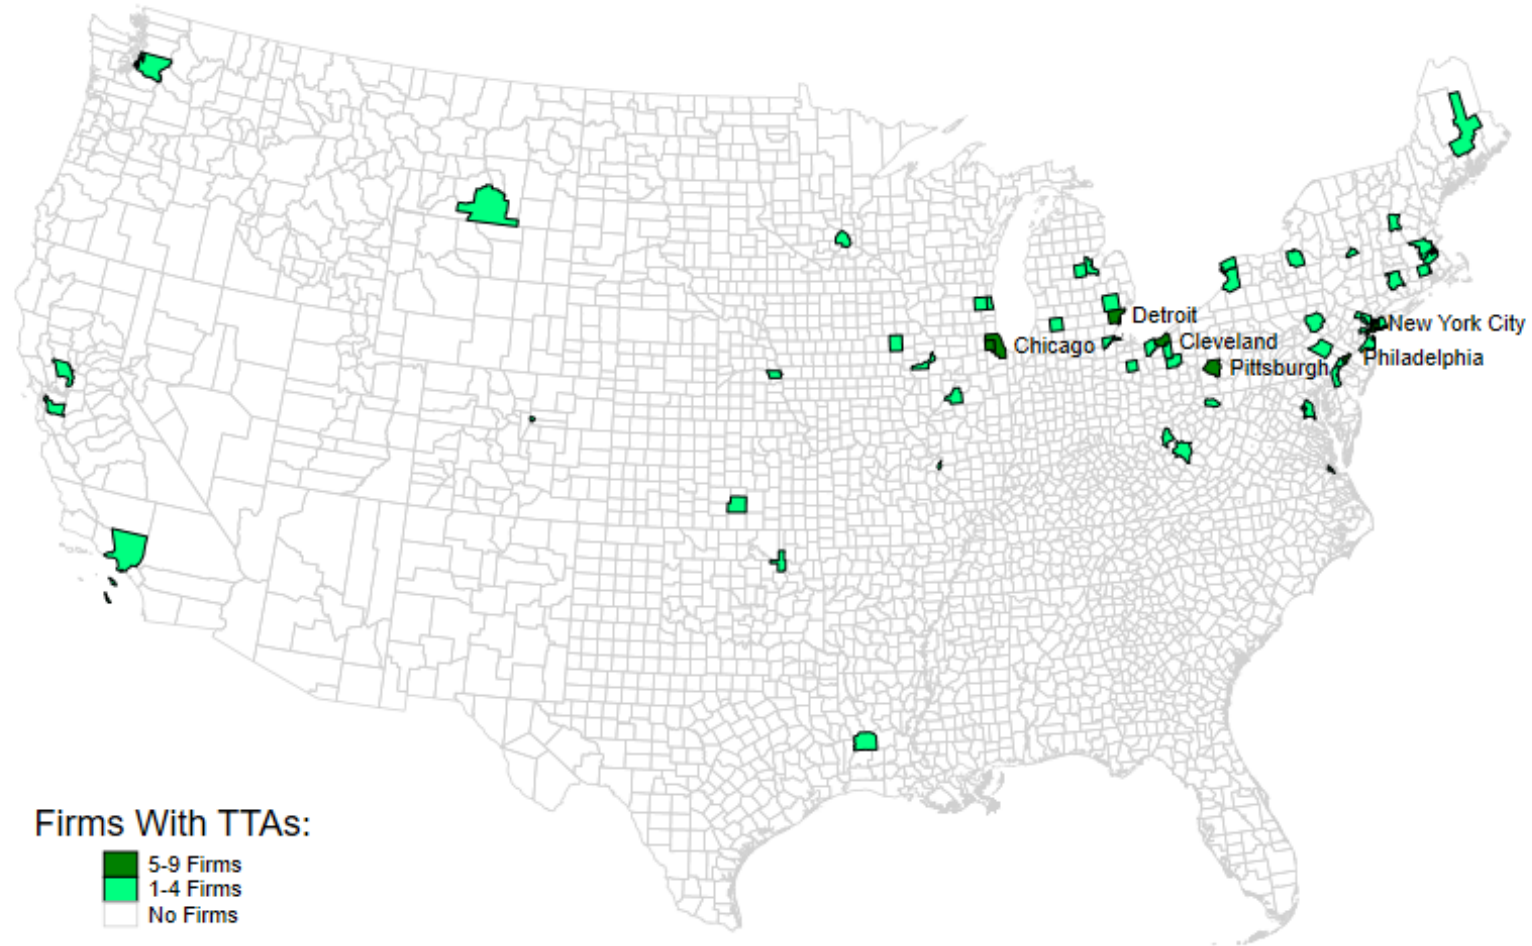 Detroit
New York City
Cleveland
Chicago
Philadelphia
Pittsburgh
Firms With TTAs:
5-9 Firms
1-4 Firms
No Firms